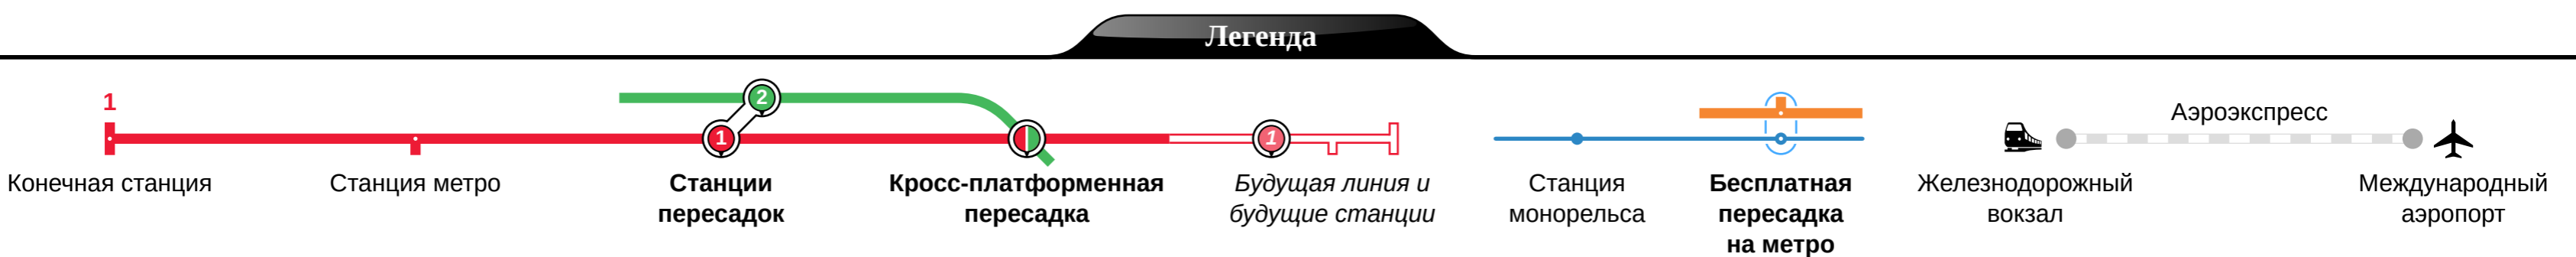 Легенда
1
2
1
1
Аэроэкспресс
Конечная станция
Станция метро
Станции
пересадок
Кросс-платформенная
пересадка
Будущая линия и
будущие станции
Станция
монорельса
Бесплатная
пересадка
на метро
Железнодорожный
вокзал
Международный
аэропорт